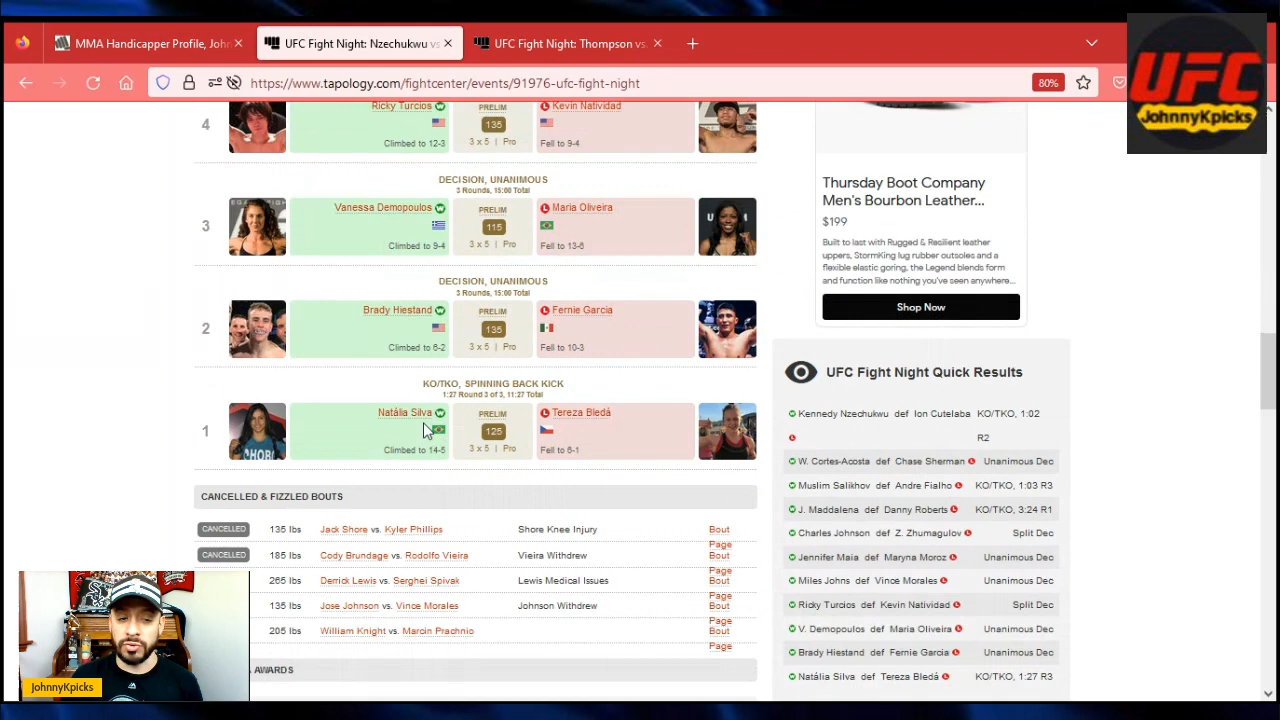 MMA Handicapper Profile, John
UFC Fight Night: Nzechukwu vs
UFC Fight Night: Thompson vs.
https://www.tapology.com/fightcenter/events/91976-ufc-fight-night
80%
UFC
JohnnyKpicks
4
Ricky Turcios
PRELIM
Kevin Natividad
135
Climbed to 12-3
3 x 5 | Pro
Fell to 9-4
DECISION, UNANIMOUS
3 Rounds, 15:00 Total
3
Vanessa Demopoulos
PRELIM
Maria Oliveira
115
Climbed to 9-4
3 x 5 | Pro
Fell to 13-6
DECISION, UNANIMOUS
3 Rounds, 15:00 Total
2
Brady Hiestand
PRELIM
Fernie Garcia
135
Climbed to 6-2
3 x 5 | Pro
Fell to 10-3
KO/TKO, SPINNING BACK KICK
1:27 Round 3 of 3, 11:27 Total
1
Natália Silva
PRELIM
Tereza Bledá
125
Climbed to 14-5
3 x 5 | Pro
Fell to 6-1
CANCELLED & FIZZLED BOUTS
CANCELLED 135 lbs Jack Shore vs. Kyler Phillips Shore Knee Injury Bout Page
CANCELLED 185 lbs Cody Brundage vs. Rodolfo Vieira Vieira Withdrew Bout Page
265 lbs Derrick Lewis vs. Serghei Spivak Lewis Medical Issues Bout Page
135 lbs Jose Johnson vs. Vince Morales Johnson Withdrew Bout Page
205 lbs William Knight vs. Marcin Prachnio Bout Page
AWARDS
Thursday Boot Company
Men's Bourbon Leather...
$199
Built to last with Rugged & Resilient leather
uppers, StormKing lug rubber outsoles and a
flexible elastic goring, the Legend blends form
and function like nothing you've seen anywhere...
Shop Now
UFC Fight Night Quick Results
Kennedy Nzechukwu def Ion Cutelaba KO/TKO, 1:02
R2
W. Cortes-Acosta def Chase Sherman Unanimous Dec
Muslim Salikhov def Andre Fialho KO/TKO, 1:03 R3
J. Maddalena def Danny Roberts KO/TKO, 3:24 R1
Charles Johnson def Z. Zhumagulov Split Dec
Jennifer Maia def Maryna Moroz Unanimous Dec
Miles Johns def Vince Morales Unanimous Dec
Ricky Turcios def Kevin Natividad Split Dec
V. Demopoulos def Maria Oliveira Unanimous Dec
Brady Hiestand def Fernie Garcia Unanimous Dec
Natália Silva def Tereza Bledá KO/TKO, 1:27 R3
JohnnyKpicks